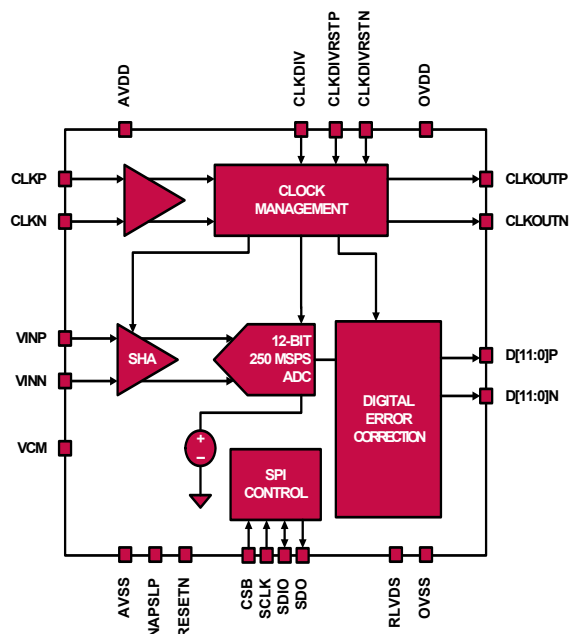 AVDD
CLKDIV
CLKDIVRSTP
CLKDIVRSTN
OVDD
CLKP
CLKN
CLOCK
MANAGEMENT
CLKOUTP
CLKOUTN
VINP
VINN
SHA
12-BIT
250 MSPS
ADC
D[11:0]P
D[11:0]N
DIGITAL
ERROR
CORRECTION
VCM
+
–
SPI
CONTROL
AVSS
NAPSLP
RESETN
CSB
SCLK
SDIO
SDO
RLVDS
OVSS